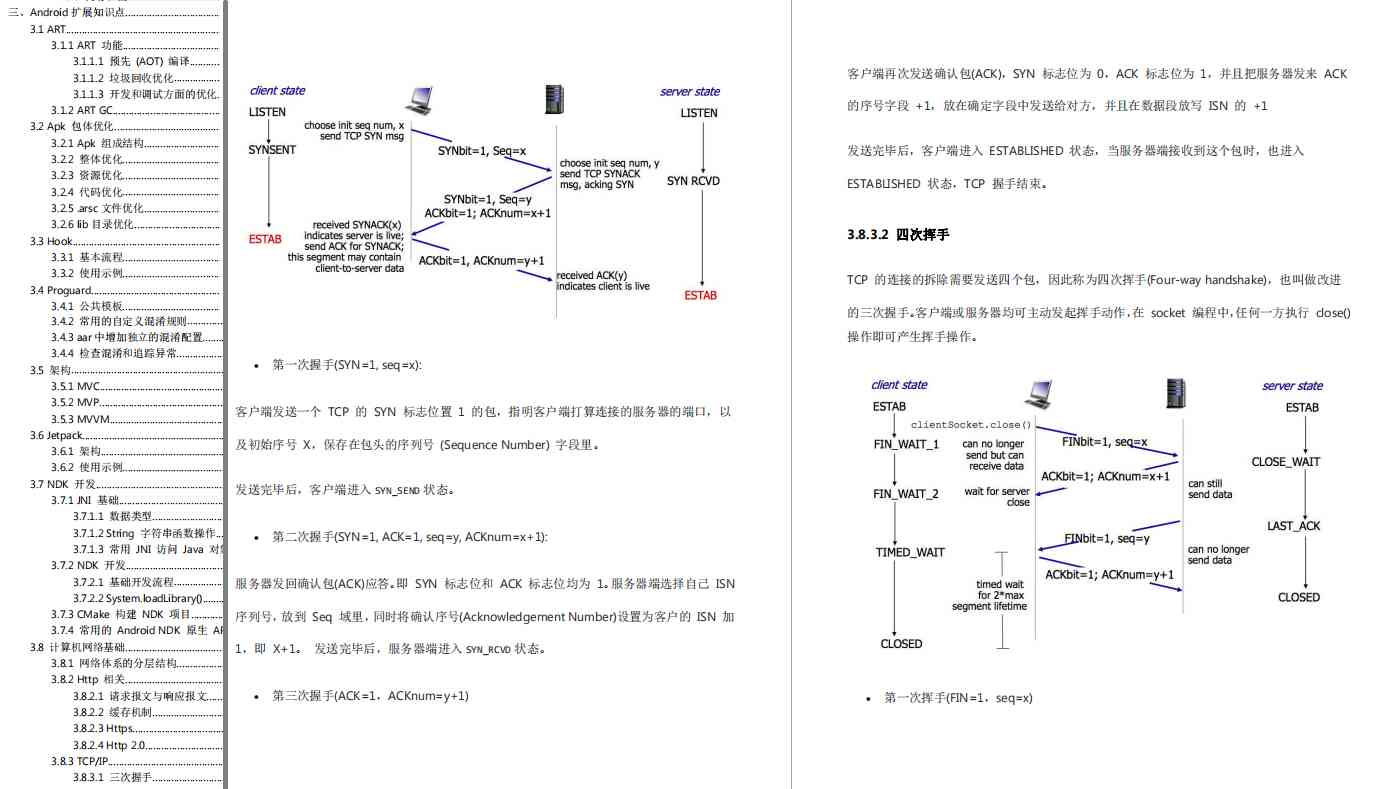 三、Android 扩展知识点
3.1 ART
3.1.1 ART 功能
3.1.1.1 预先 (AOT) 编译
3.1.1.2 垃圾回收优化
3.1.1.3 开发和调试方面的优化
3.1.2 ART GC
3.2 Apk 包体优化
3.2.1 Apk 组成结构
3.2.2 整体优化
3.2.3 资源优化
3.2.4 代码优化
3.2.5 .arsc 文件优化
3.2.6 lib 目录优化
3.3 Hook
3.3.1 基本流程
3.3.2 使用示例
3.4 Proguard
3.4.1 公共模板
3.4.2 常用的自定义混淆规则
3.4.3 aar 中增加独立的混淆配置
3.4.4 检查混淆和追踪异常
3.5 架构
3.5.1 MVC
3.5.2 MVP
3.5.3 MVVM
3.6 Jetpack
3.6.1 架构
3.6.2 使用示例
3.7 NDK 开发
3.7.1 JNI 基础
3.7.1.1 数据类型
3.7.1.2 String 字符串函数操作
3.7.1.3 常用 JNI 访问 Java 对
3.7.2 NDK 开发
3.7.2.1 基础开发流程
3.7.2.2 System.loadLibrary()
3.7.3 CMake 构建 NDK 项目
3.7.4 常用的 Android NDK 原生 AP
3.8 计算机网络基础
3.8.1 网络体系的分层结构
3.8.2 Http 相关
3.8.2.1 请求报文与响应报文
3.8.2.2 缓存机制
3.8.2.3 Https
3.8.2.4 Http 2.0
3.8.3 TCP/IP
3.8.3.1 三次握手
client state
server state
LISTEN
LISTEN
choose init seq num, x
send TCP SYN msg
SYNSENT
SYNbit=1, Seq=x
choose init seq num, y
send TCP SYNACK
msg, acking SYN
SYN RCVD
SYNbit=1, Seq=y
ACKbit=1; ACKnum=x+1
received SYNACK(x)
indicates server is live;
send ACK for SYNACK;
this segment may contain
client-to-server data
ESTAB
ACKbit=1, ACKnum=y+1
received ACK(y)
indicates client is live
ESTAB
• 第一次握手(SYN=1, seq=x):
客户端发送一个 TCP 的 SYN 标志位置 1 的包，指明客户端打算连接的服务器的端口，以
及初始序号 X，保存在包头的序列号 (Sequence Number) 字段里。
发送完毕后，客户端进入 SYN_SEND 状态。
• 第二次握手(SYN=1, ACK=1, seq=y, ACKnum=x+1):
服务器发回确认包(ACK)应答。即 SYN 标志位和 ACK 标志位均为 1。服务器端选择自己 ISN
序列号，放到 Seq 域里，同时将确认序号(Acknowledgement Number)设置为客户的 ISN 加
1，即 X+1。 发送完毕后，服务器端进入 SYN_RCVD 状态。
• 第三次握手(ACK=1，ACKnum=y+1)
客户端再次发送确认包(ACK)，SYN 标志位为 0，ACK 标志位为 1，并且把服务器发来 ACK
的序号字段 +1，放在确定字段中发送给对方，并且在数据段放写 ISN 的 +1
发送完毕后，客户端进入 ESTABLISHED 状态，当服务器端接收到这个包时，也进入
ESTABLISHED 状态，TCP 握手结束。
3.8.3.2 四次挥手
TCP 的连接的拆除需要发送四个包，因此称为四次挥手(Four-way handshake)，也叫做改进
的三次握手。客户端或服务器均可主动发起挥手动作，在 socket 编程中，任何一方执行 close()
操作即可产生挥手操作。
client state
server state
ESTAB
ESTAB
clientSocket.close()
FIN_WAIT_1
can no longer
send but can
receive data
FINbit=1, seq=x
CLOSE_WAIT
ACKbit=1; ACKnum=x+1
can still
send data
FIN_WAIT_2
wait for server
close
LAST_ACK
FINbit=1, seq=y
can no longer
send data
TIMED_WAIT
ACKbit=1; ACKnum=y+1
timed wait
for 2*max
segment lifetime
CLOSED
CLOSED
• 第一次挥手(FIN=1，seq=x)